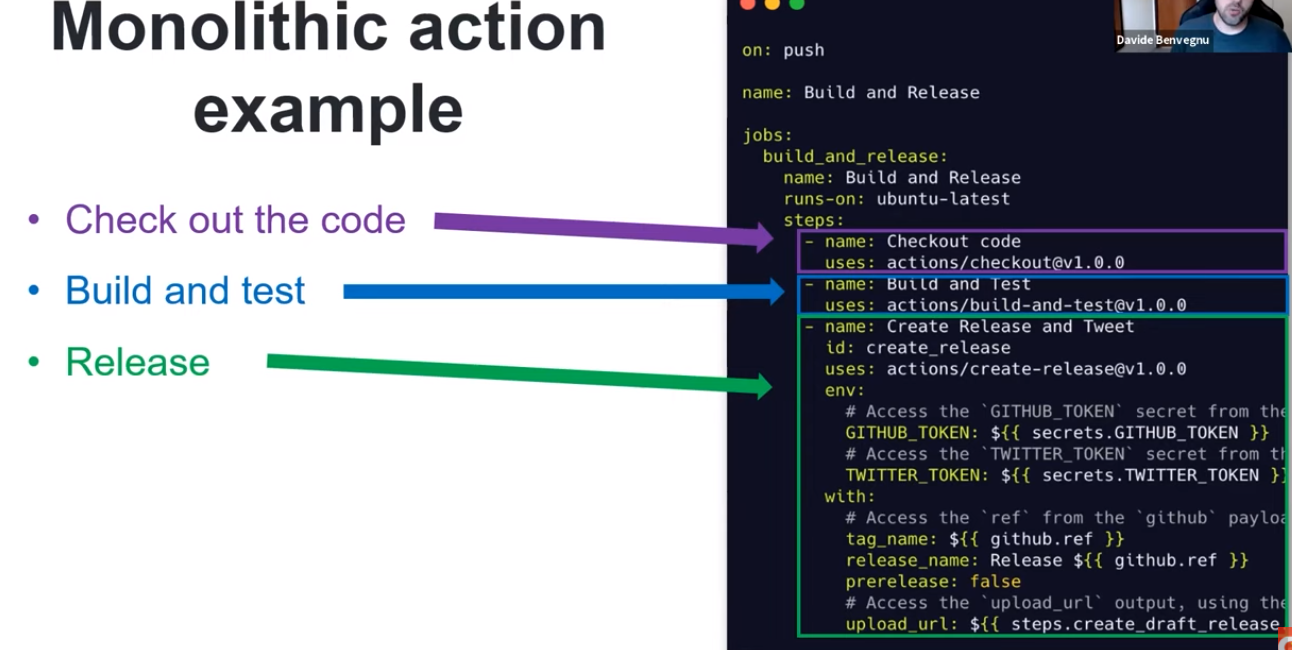 Monolithic action
example
• Check out the code
• Build and test
• Release
Davide Benvegnu
on: push
name: Build and Release
jobs:
build_and_release:
name: Build and Release
runs-on: ubuntu-latest
steps:
- name: Checkout code
uses: actions/checkout@v1.0.0
- name: Build and Test
uses: actions/build-and-test@v1.0.0
- name: Create Release and Tweet
id: create_release
uses: actions/create-release@v1.0.0
env:
# Access the `GITHUB_TOKEN` secret from the
GITHUB_TOKEN: ${{ secrets.GITHUB_TOKEN }}
# Access the `TWITTER_TOKEN` secret from th
TWITTER_TOKEN: ${{ secrets.TWITTER_TOKEN }
with:
# Access the `ref` from the `github` payloa
tag_name: ${{ github.ref }}
release_name: Release ${{ github.ref }}
prerelease: false
# Access the `upload_url` output, using the
upload_url: ${{ steps.create_draft_release